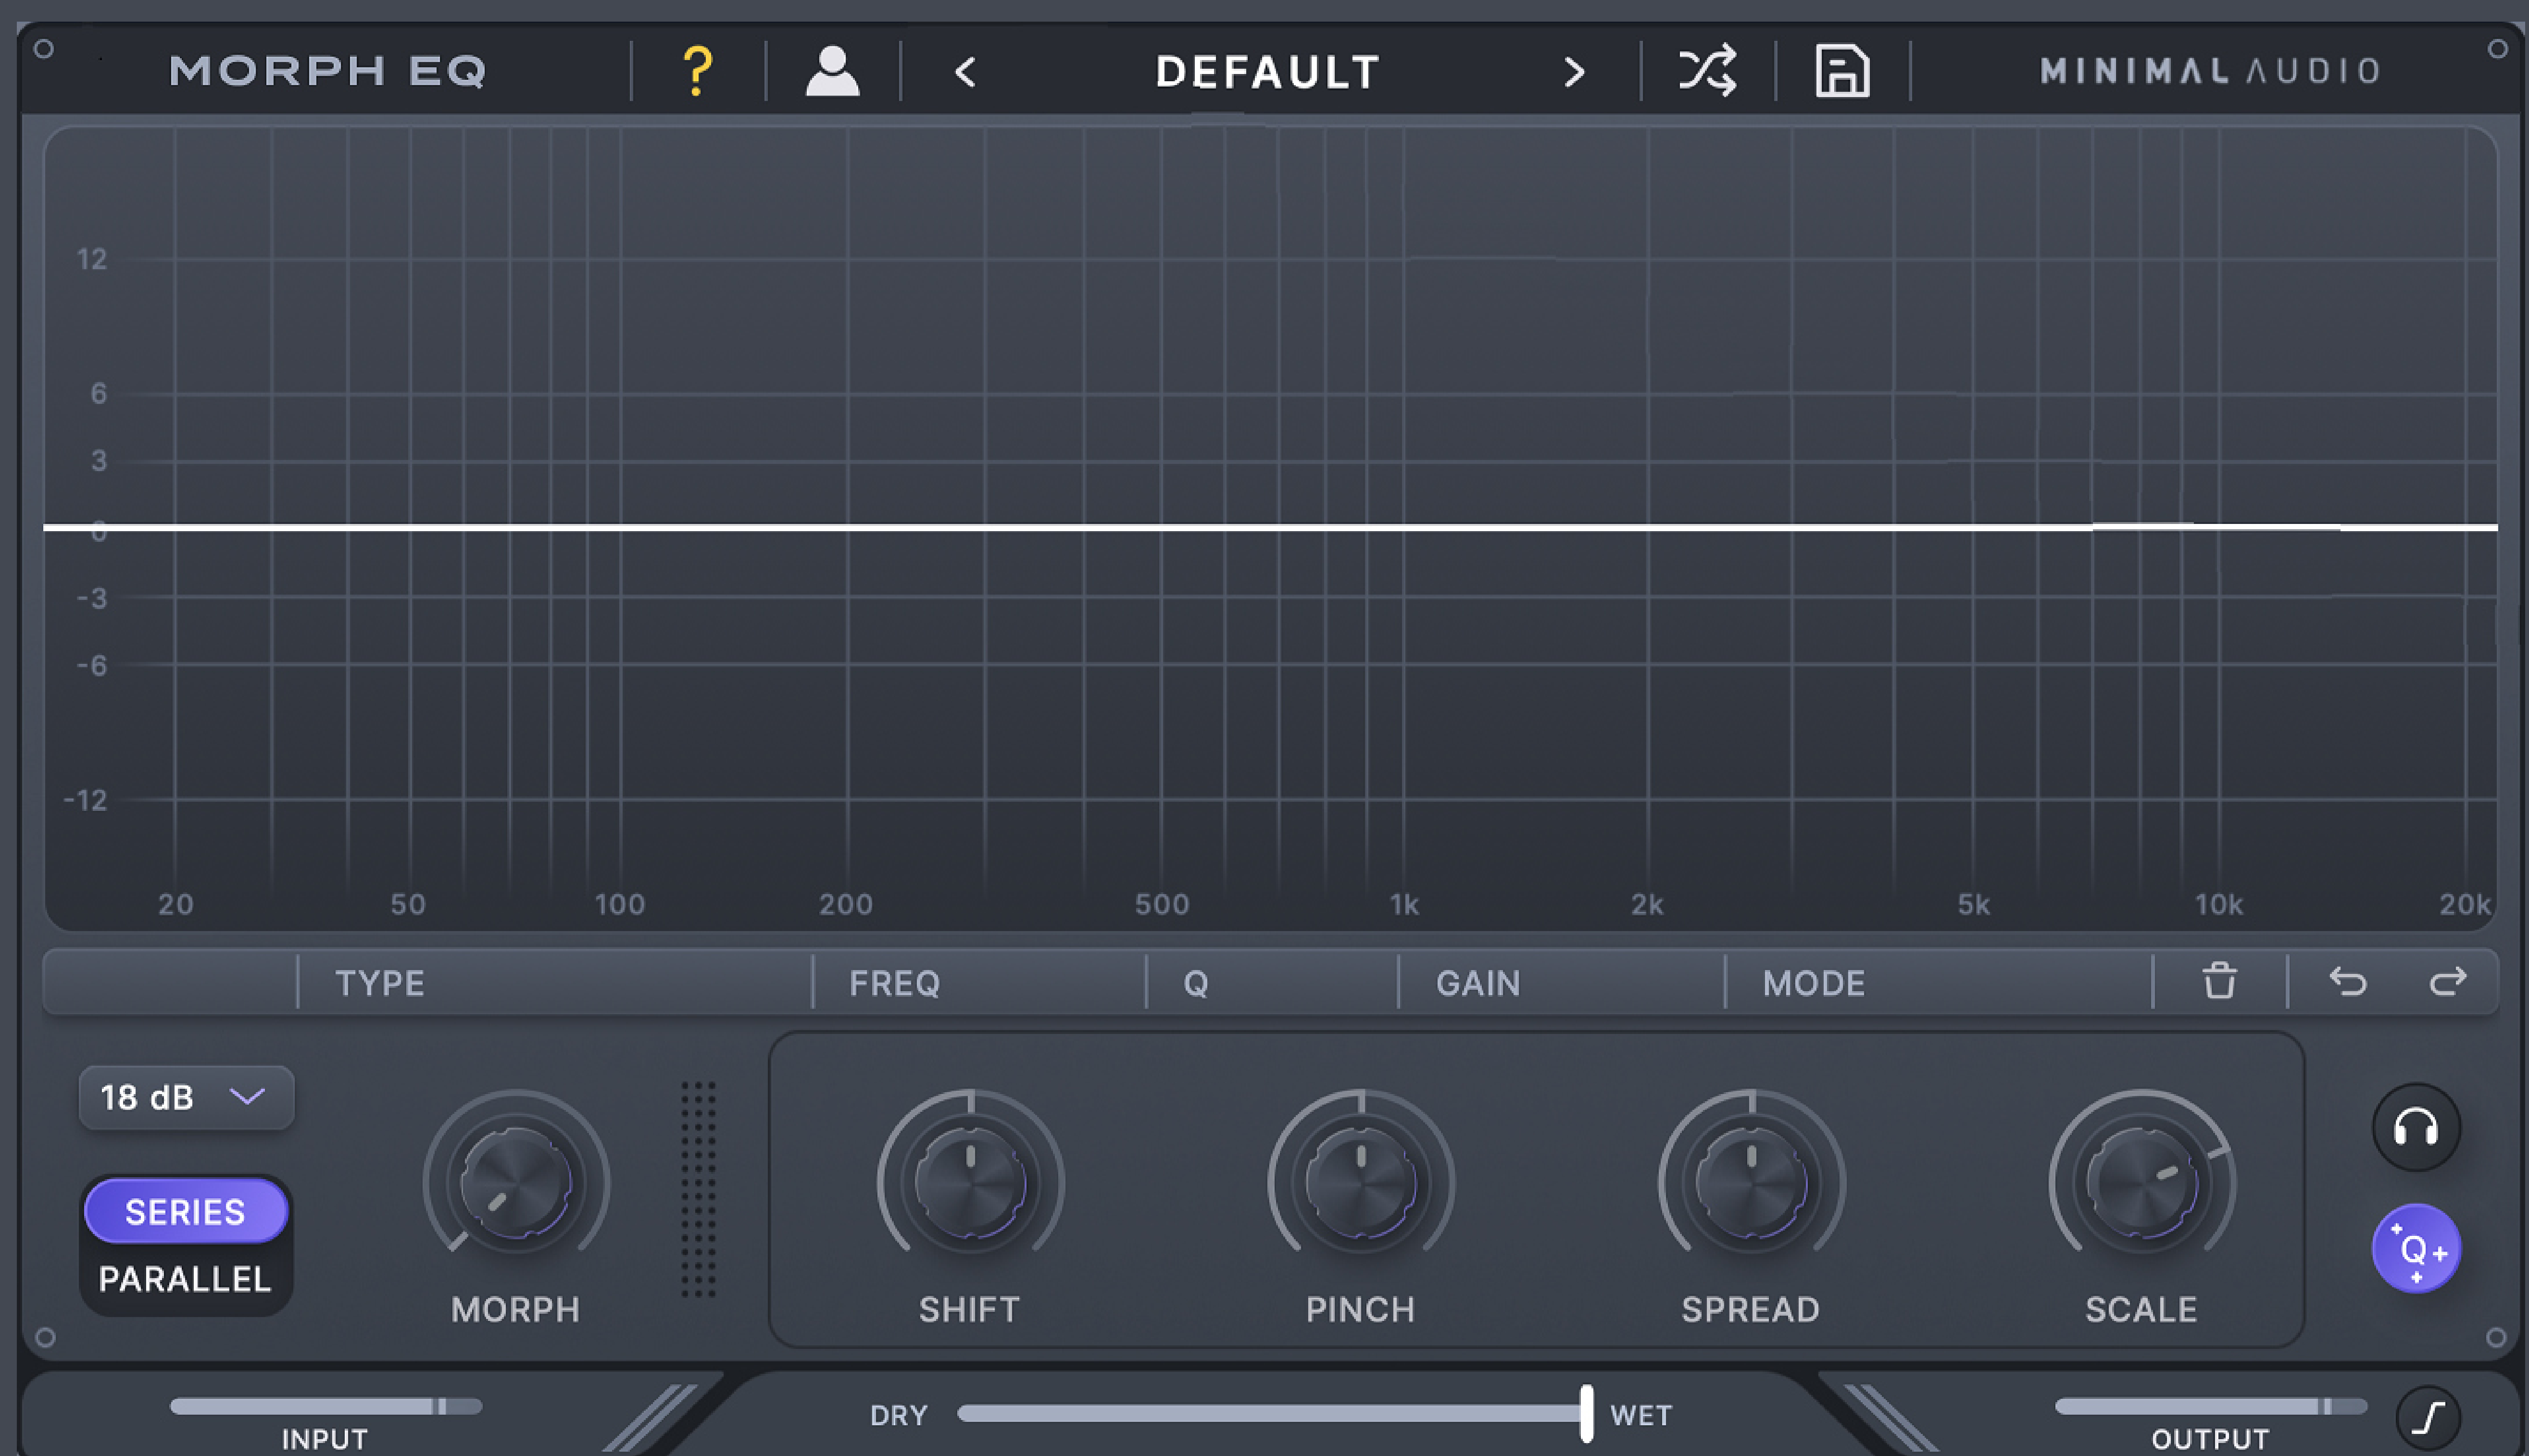 MORPH EQ ? < DEFAULT > MINIMAL AUDIO
12
6
3
0
-3
-6
-12
20 50 100 200 500 1k 2k 5k 10k 20k
TYPE FREQ Q GAIN MODE
18 dB
SERIES
PARALLEL
Q
MORPH SHIFT PINCH SPREAD SCALE
DRY WET
INPUT OUTPUT